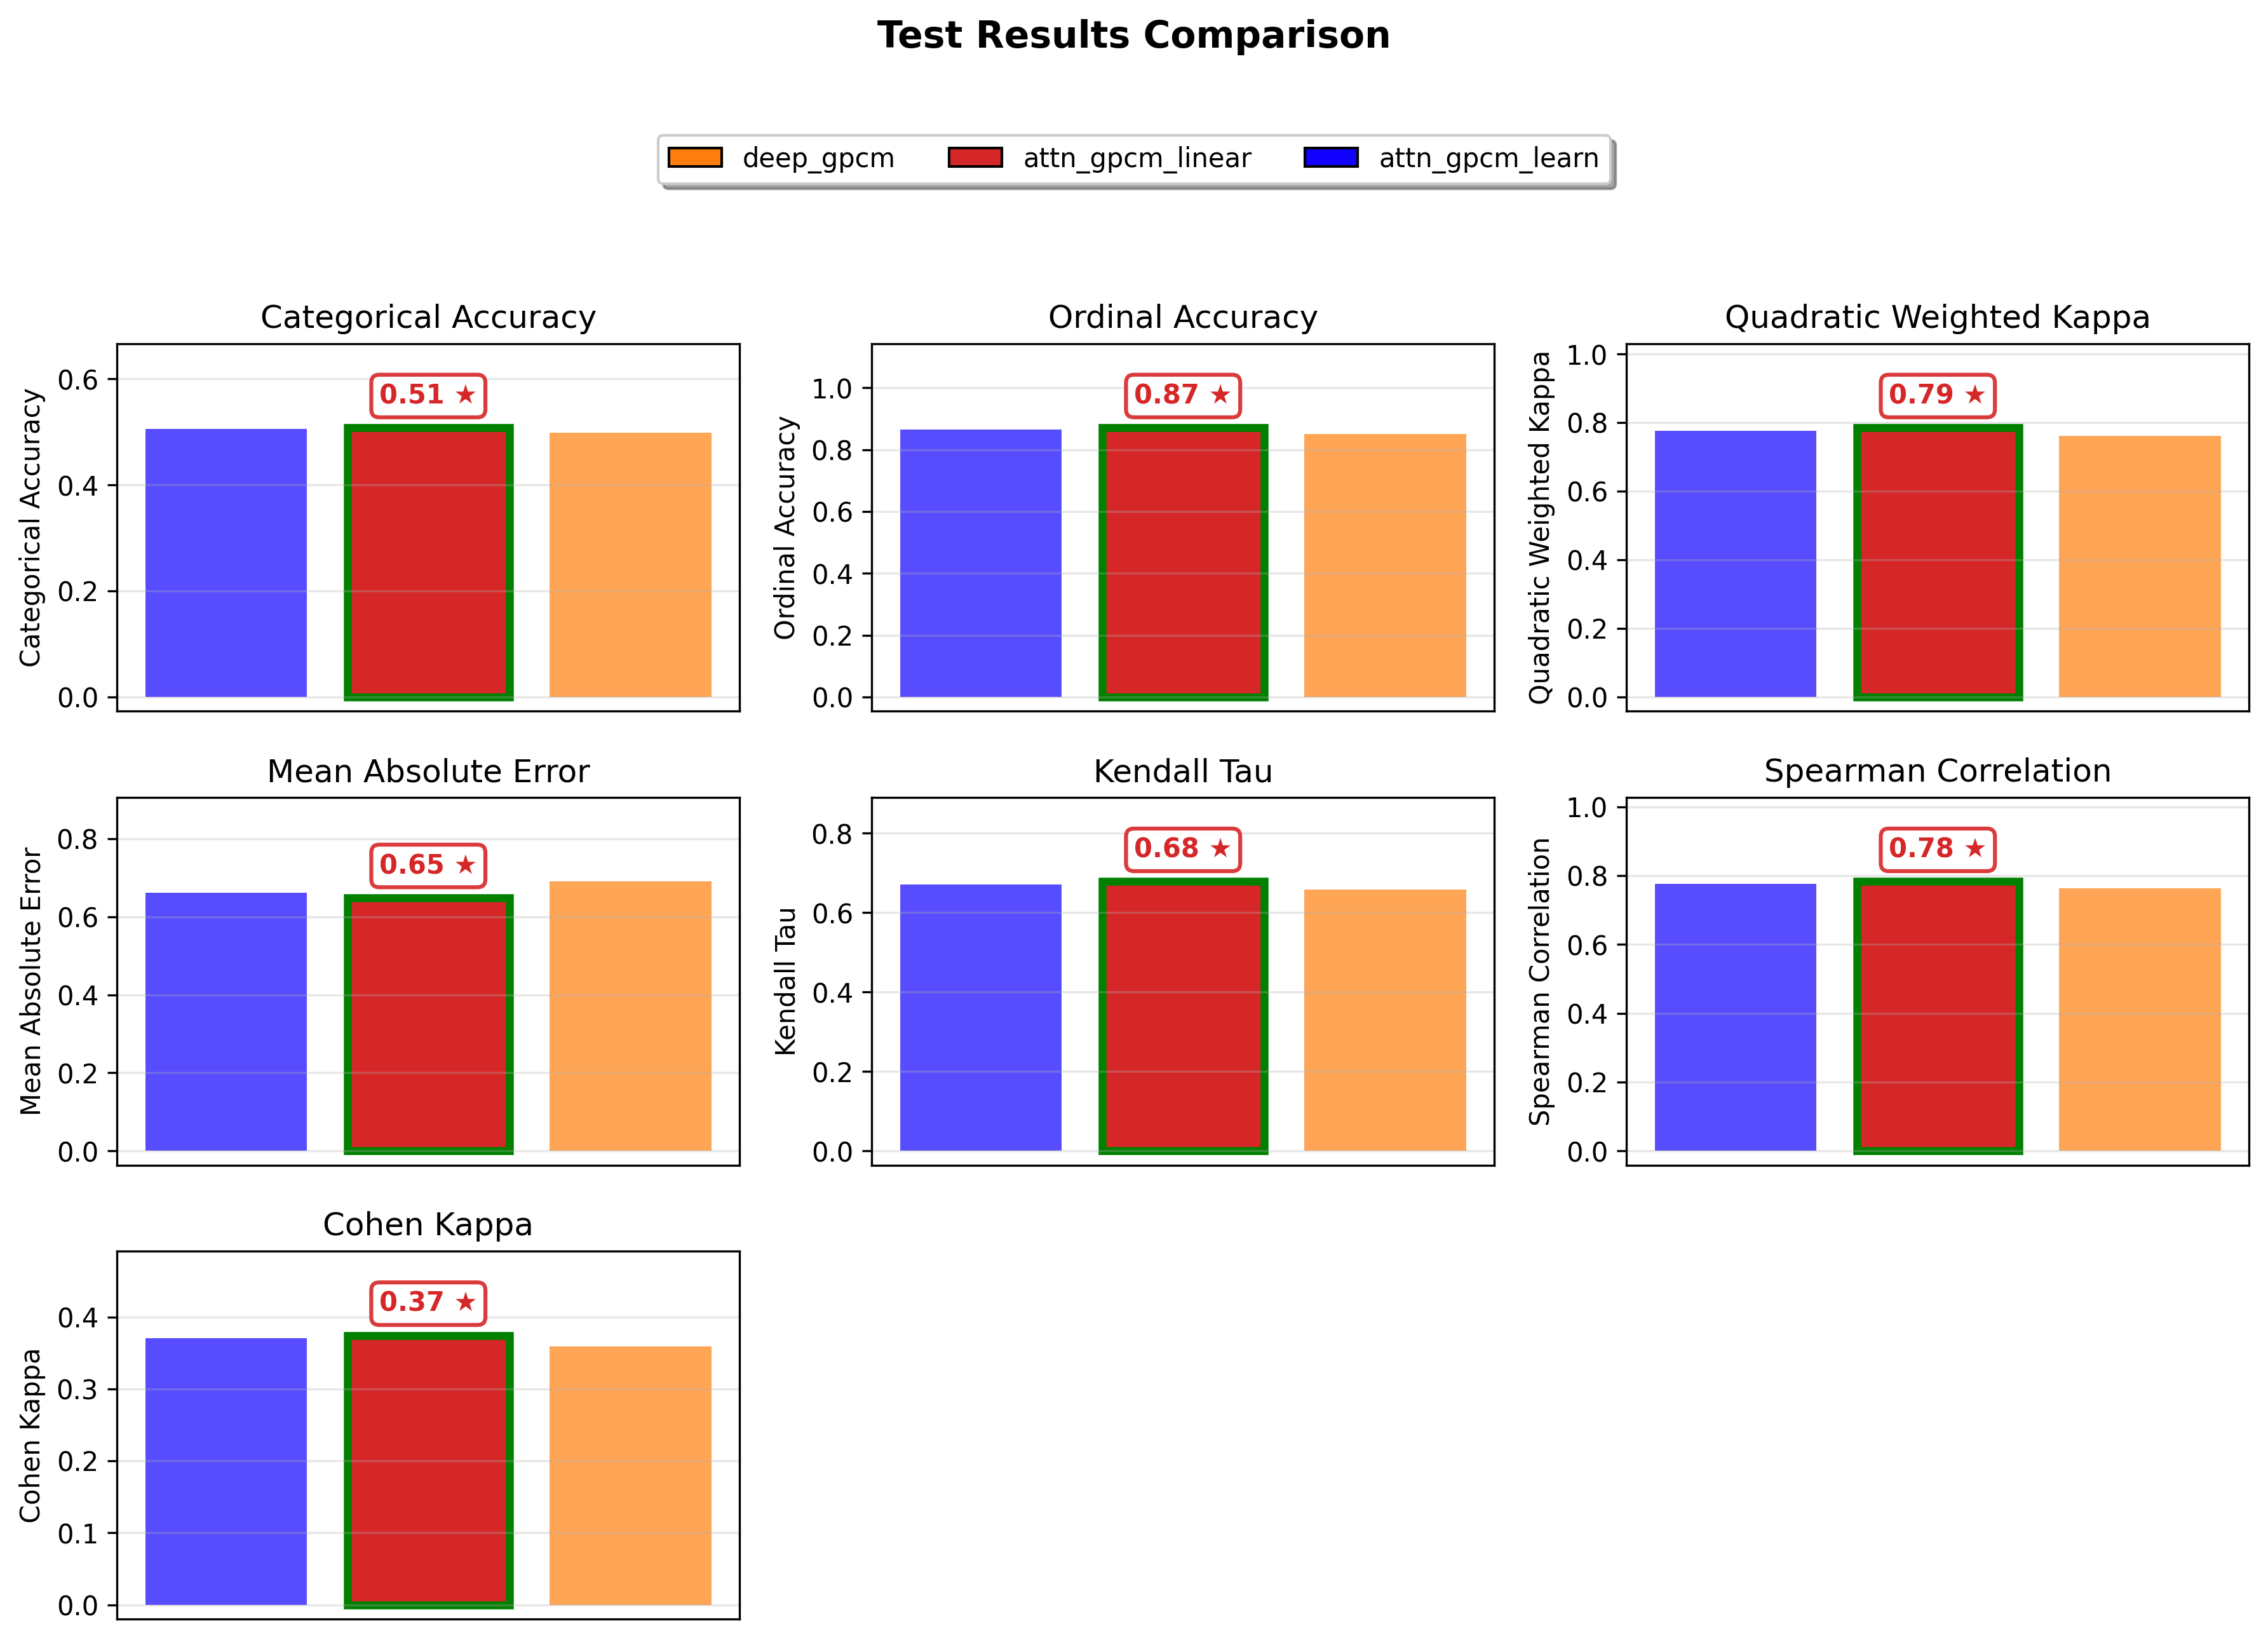 Test Results Comparison
deep_gpcm attn_gpcm_linear attn_gpcm_learn
Categorical Accuracy
Categorical Accuracy
0.6
0.4
0.2
0.0
0.51 ★
Ordinal Accuracy
Ordinal Accuracy
1.0
0.8
0.6
0.4
0.2
0.0
0.87 ★
Quadratic Weighted Kappa
Quadratic Weighted Kappa
1.0
0.8
0.6
0.4
0.2
0.0
0.79 ★
Mean Absolute Error
Mean Absolute Error
0.8
0.6
0.4
0.2
0.0
0.65 ★
Kendall Tau
Kendall Tau
0.8
0.6
0.4
0.2
0.0
0.68 ★
Spearman Correlation
Spearman Correlation
1.0
0.8
0.6
0.4
0.2
0.0
0.78 ★
Cohen Kappa
Cohen Kappa
0.4
0.3
0.2
0.1
0.0
0.37 ★